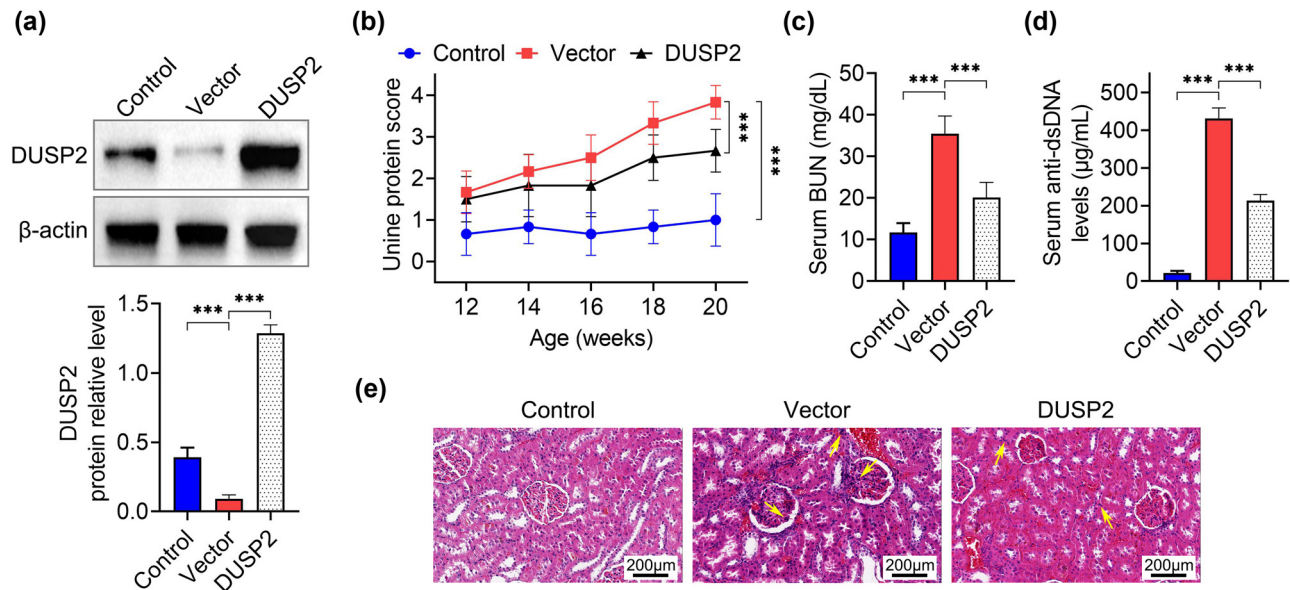 (a)
Control
Vector
DUSP2
DUSP2
β-actin
DUSP2
protein relative level
1.5
1.0
0.5
0.0
***
***
Control
Vector
DUSP2
(b)
Control
Vector
DUSP2
Unine protein score
5
4
3
2
1
0
4
12
14
16
18
20
Age (weeks)
***
***
(c)
Serum BUN (mg/dL)
50
40
30
20
10
0
***
***
Control
Vector
DUSP2
(d)
Serum anti-dsDNA
levels (μg/mL)
500
400
300
200
100
0
***
***
Control
Vector
DUSP2
(e)
Control
Vector
DUSP2
200μm
200μm
200μm